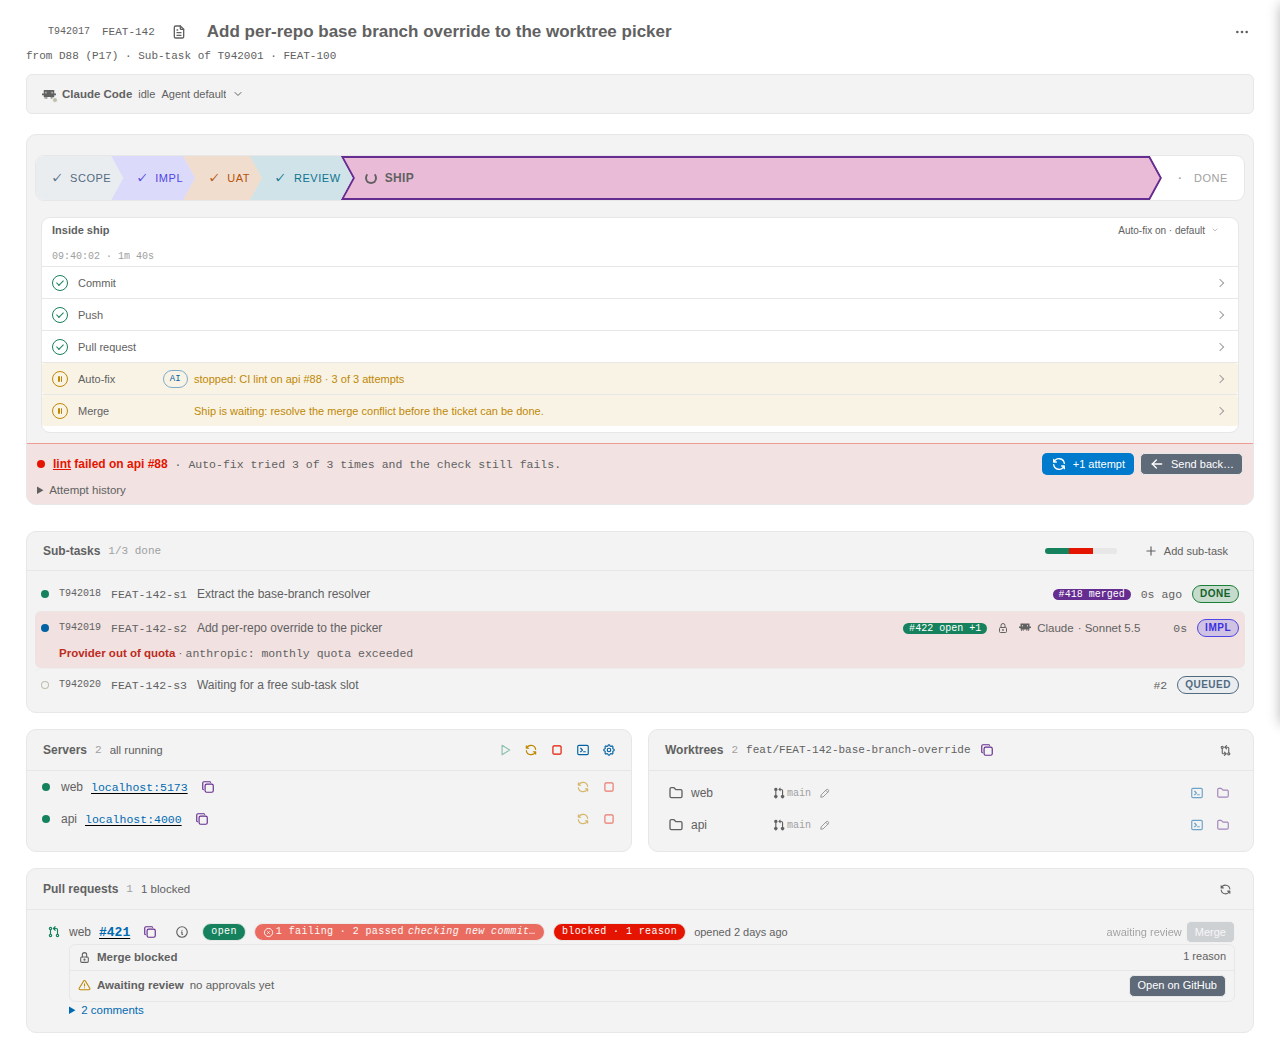 T942017 FEAT-142 Add per-repo base branch override to the worktree picker
from D88 (P17) · Sub-task of T942001 · FEAT-100
Claude Code idle Agent default
SCOPE IMPL UAT REVIEW SHIP DONE
Inside ship Auto-fix on · default
09:40:02 · 1m 40s
Commit
Push
Pull request
Auto-fix AI stopped: CI lint on api #88 · 3 of 3 attempts
Merge Ship is waiting: resolve the merge conflict before the ticket can be done.
lint failed on api #88 · Auto-fix tried 3 of 3 times and the check still fails. +1 attempt Send back…
Attempt history
Sub-tasks 1/3 done Add sub-task
T942018 FEAT-142-s1 Extract the base-branch resolver #418 merged 0s ago DONE
T942019 FEAT-142-s2 Add per-repo override to the picker #422 open +1 Claude · Sonnet 5.5 0s IMPL
Provider out of quota · anthropic: monthly quota exceeded
T942020 FEAT-142-s3 Waiting for a free sub-task slot #2 QUEUED
Servers 2 all running
web localhost:5173
api localhost:4000
Worktrees 2 feat/FEAT-142-base-branch-override
web main
api main
Pull requests 1 1 blocked
web #421 open 1 failing · 2 passed checking new commit… blocked · 1 reason opened 2 days ago awaiting review Merge
Merge blocked 1 reason
Awaiting review no approvals yet Open on GitHub
2 comments